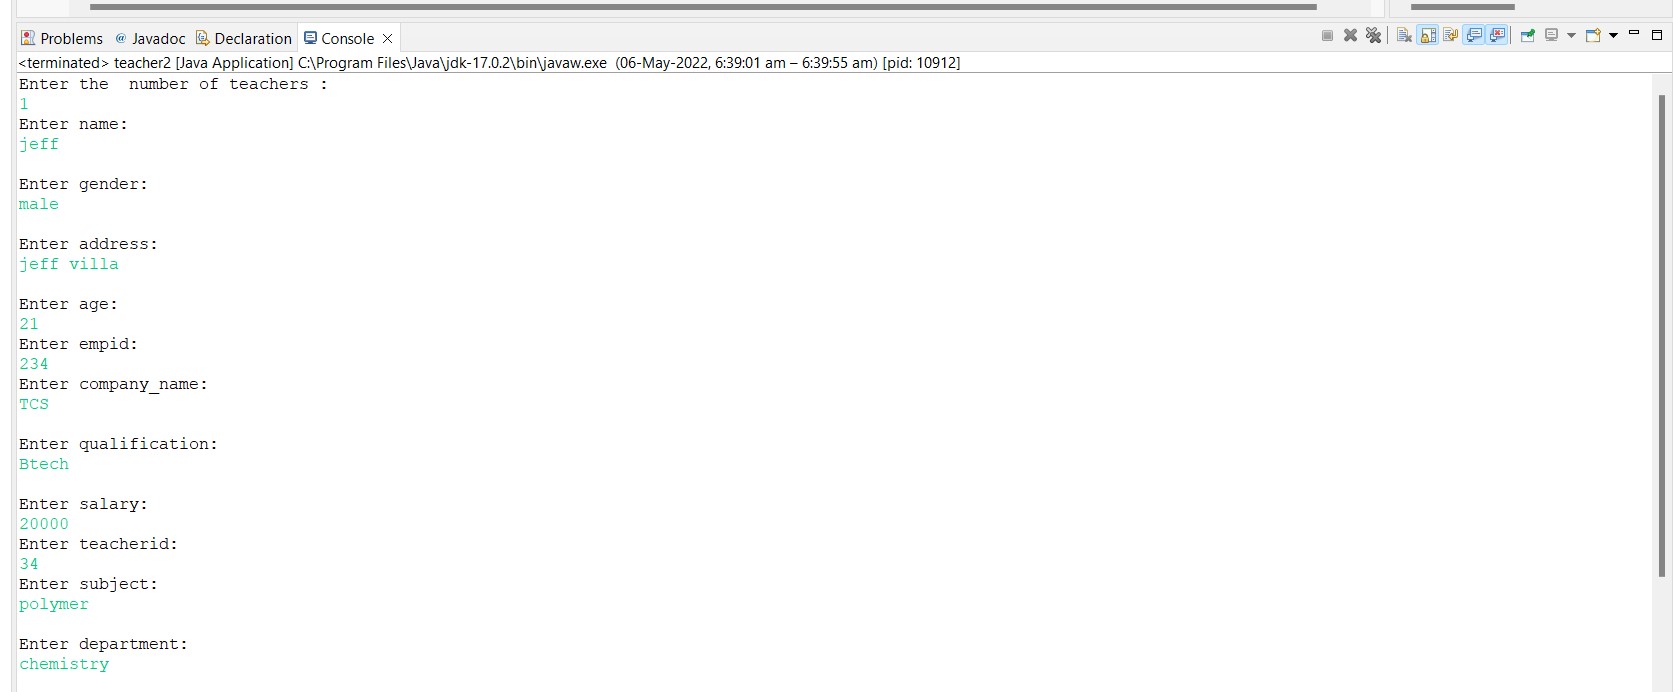 Problems @ Javadoc Declaration Console
<terminated> teacher2 [Java Application] C:\Program Files\Java\jdk-17.0.2\bin\javaw.exe (06-May-2022, 6:39:01 am – 6:39:55 am) [pid: 10912]
Enter the  number of teachers :
1
Enter name:
jeff
Enter gender:
male
Enter address:
jeff villa
Enter age:
21
Enter empid:
234
Enter company_name:
TCS
Enter qualification:
Btech
Enter salary:
20000
Enter teacherid:
34
Enter subject:
polymer
Enter department:
chemistry